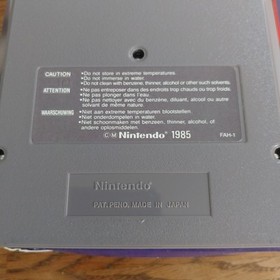 CAUTION •Do not store in extreme temperatures.
•Do not immerse in water.
•Do not clean with benzene, thinner, alcohol or other such solvents.
ATTENTION •Ne pas entreposer dans des endroits trop chauds ou trop froids.
•Ne pas plonger dans l'eau.
•Ne pas nettoyer avec du benzène, diluant, alcool ou autre
solvant de même nature.
WAARSCHUWING •Niet aan extreme temperaturen blootstellen.
•Niet onderdompelen in water.
•Niet schoonmaken met benzeen, thinner, alcohol, of
andere oplosmiddelen.
Nintendo® 1985 FAH-1
Nintendo®
PAT. PEND. MADE IN JAPAN